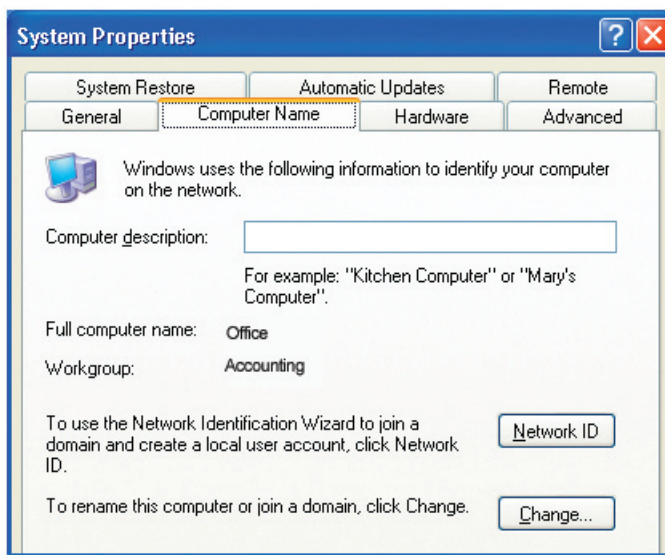 System Properties
System Restore Automatic Updates Remote
General Computer Name Hardware Advanced
Windows uses the following information to identify your computer
on the network.
Computer description:
For example: "Kitchen Computer" or "Mary's
Computer".
Full computer name: Office
Workgroup: Accounting
To use the Network Identification Wizard to join a
domain and create a local user account, click Network
ID.
Network ID
To rename this computer or join a domain, click Change.
Change...